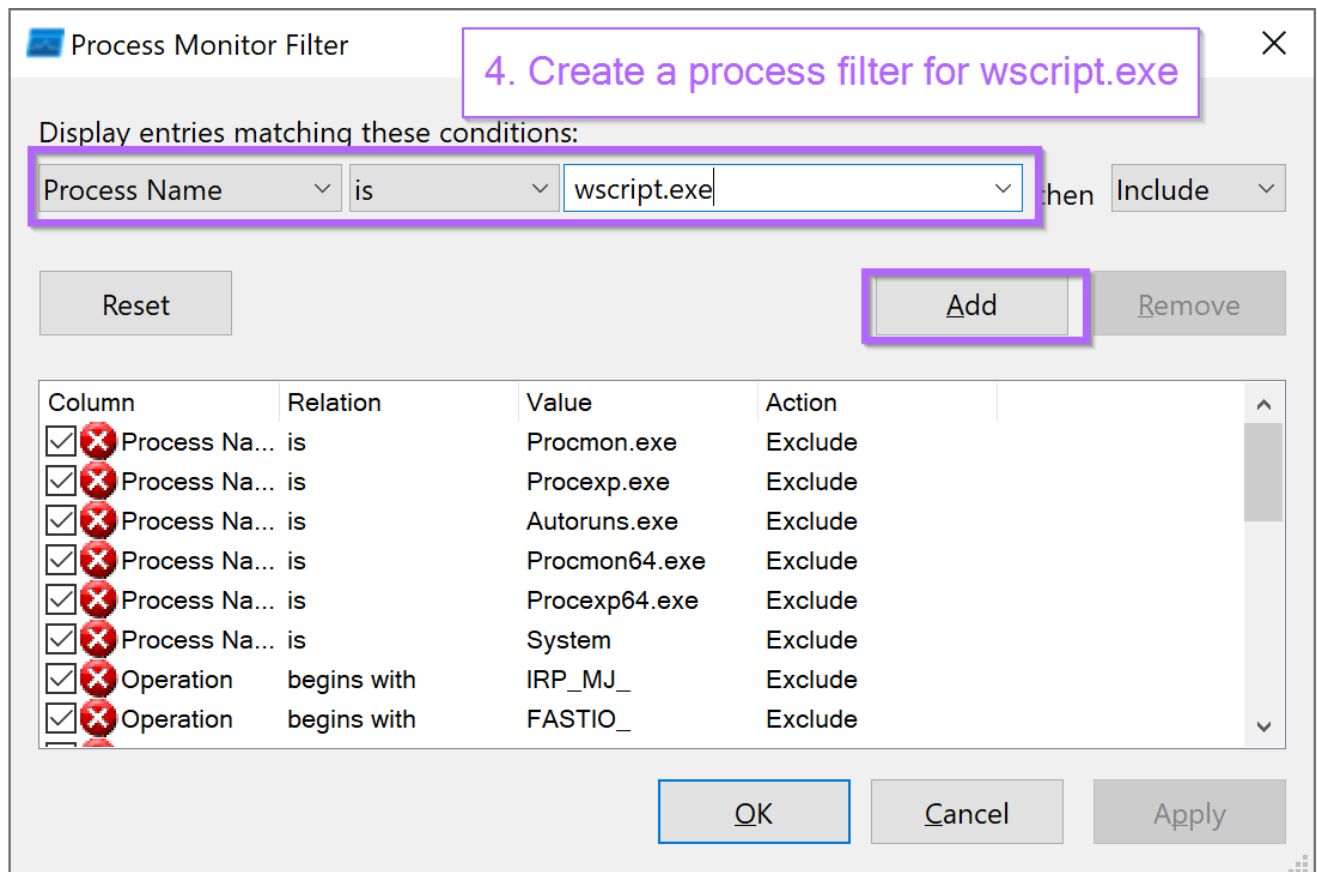 Process Monitor Filter
4. Create a process filter for wscript.exe
Display entries matching these conditions:
Process Name is wscript.exe then Include
Reset Add Remove
Column Relation Value Action
Process Na... is Procmon.exe Exclude
Process Na... is Procexp.exe Exclude
Process Na... is Autoruns.exe Exclude
Process Na... is Procmon64.exe Exclude
Process Na... is Procexp64.exe Exclude
Process Na... is System Exclude
Operation begins with IRP_MJ_ Exclude
Operation begins with FASTIO_ Exclude
OK Cancel Apply